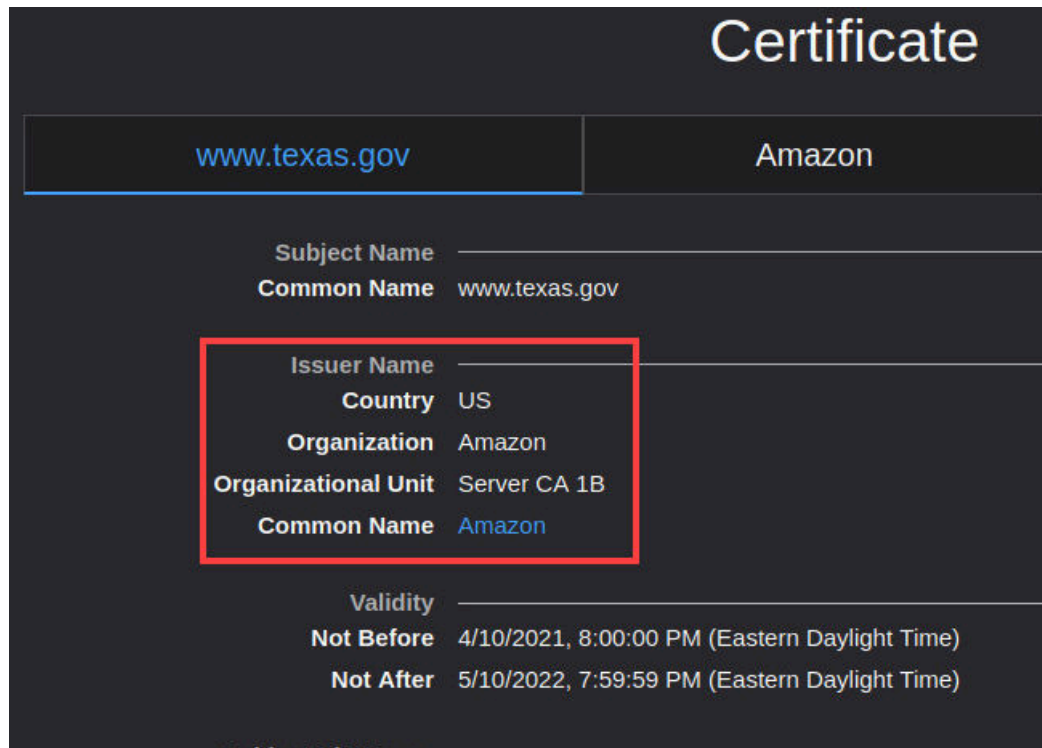 Certificate
www.texas.gov Amazon
Subject Name
Common Name www.texas.gov
Issuer Name
Country US
Organization Amazon
Organizational Unit Server CA 1B
Common Name Amazon
Validity
Not Before 4/10/2021, 8:00:00 PM (Eastern Daylight Time)
Not After 5/10/2022, 7:59:59 PM (Eastern Daylight Time)